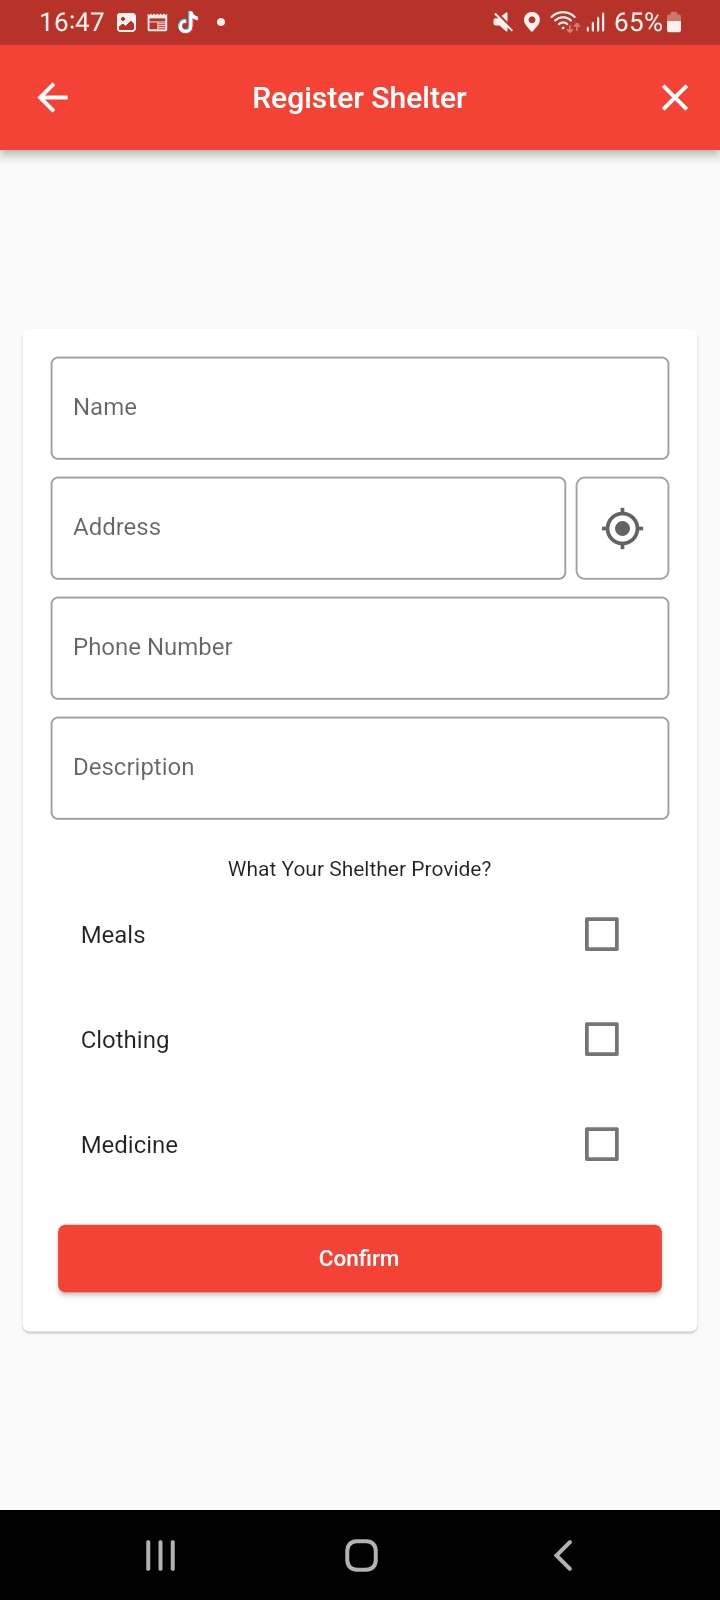 16:47 65%
Register Shelter
Name
Address
Phone Number
Description
What Your Shelther Provide?
Meals
Clothing
Medicine
Confirm